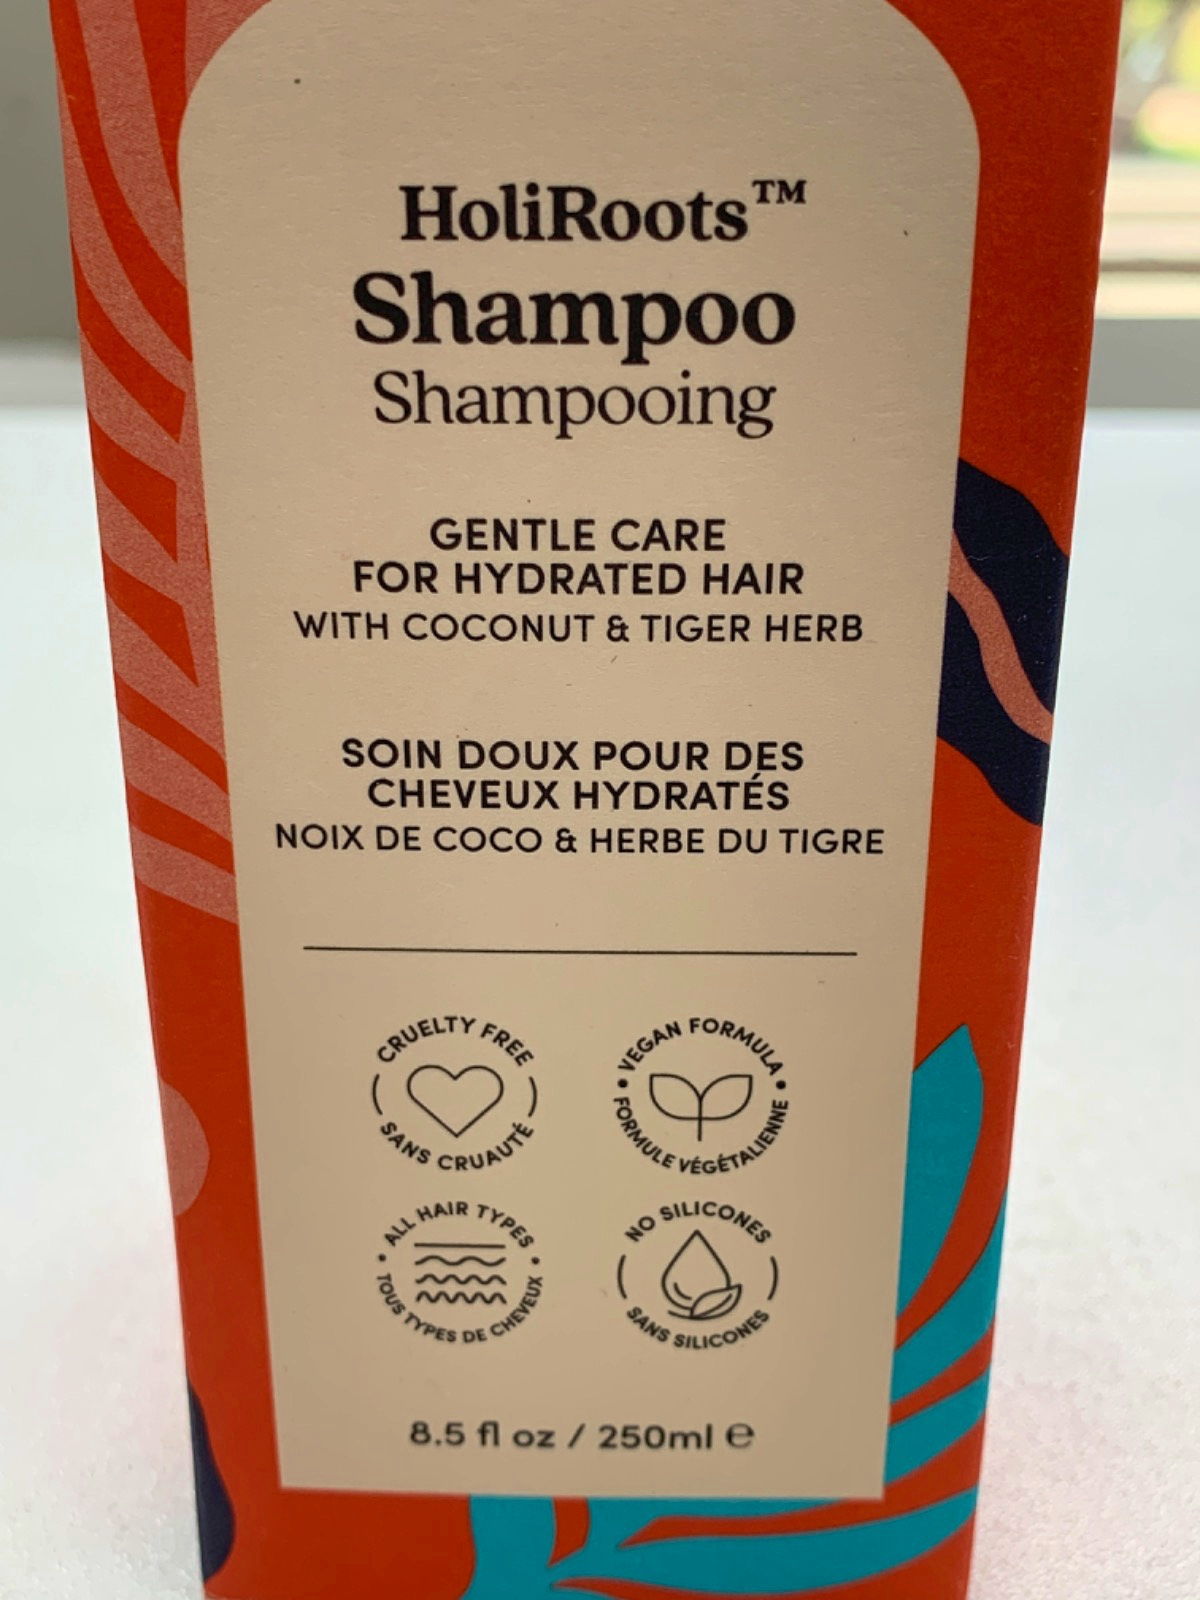 HoliRoots™
Shampoo
Shampooing
GENTLE CARE
FOR HYDRATED HAIR
WITH COCONUT & TIGER HERB
SOIN DOUX POUR DES
CHEVEUX HYDRATÉS
NOIX DE COCO & HERBE DU TIGRE
CRUELTY FREE
SANS CRUAUTÉ
• VEGAN FORMULA •
FORMULE VÉGÉTALIENNE
• ALL HAIR TYPES •
TOUS TYPES DE CHEVEUX
NO SILICONES
SANS SILICONES
8.5 fl oz / 250ml ℮